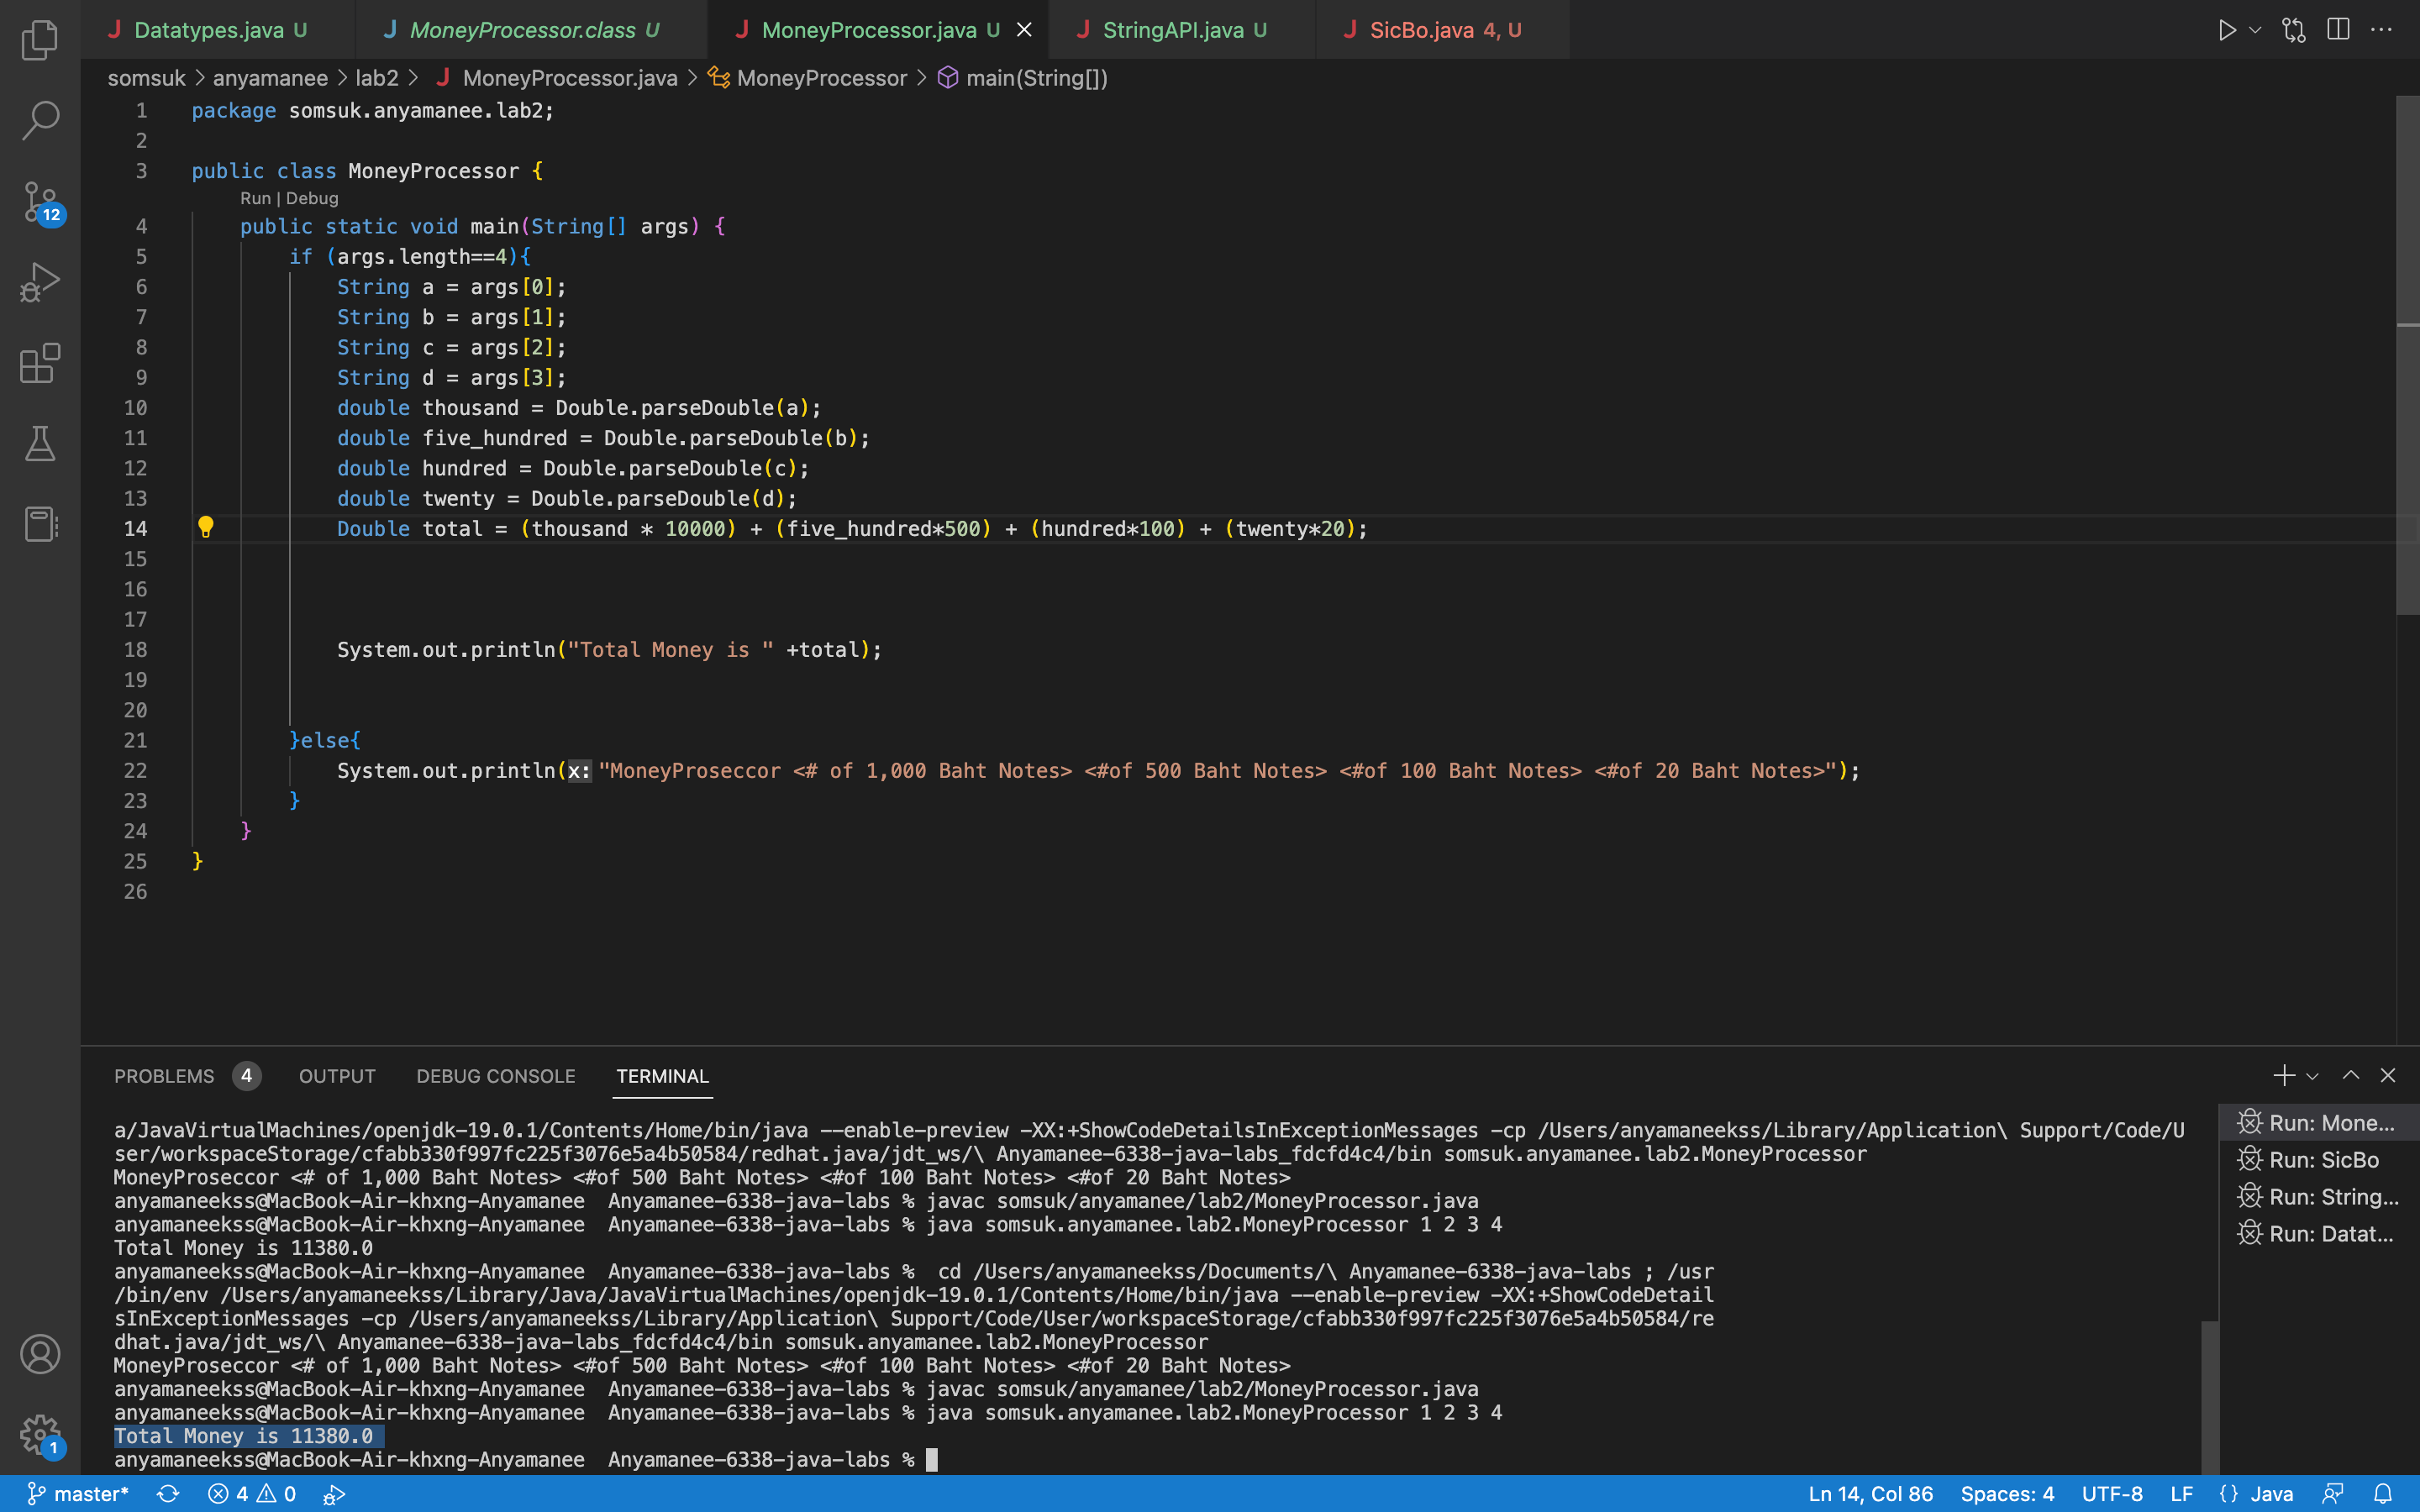 Datatypes.java U
MoneyProcessor.class U
MoneyProcessor.java U
StringAPI.java U
SicBo.java 4, U
somsuk > anyamanee > lab2 > MoneyProcessor.java > MoneyProcessor > main(String[])
1 package somsuk.anyamanee.lab2;
2
3 public class MoneyProcessor {
Run | Debug
4 public static void main(String[] args) {
5 if (args.length==4){
6 String a = args[0];
7 String b = args[1];
8 String c = args[2];
9 String d = args[3];
10 double thousand = Double.parseDouble(a);
11 double five_hundred = Double.parseDouble(b);
12 double hundred = Double.parseDouble(c);
13 double twenty = Double.parseDouble(d);
14 Double total = (thousand * 10000) + (five_hundred*500) + (hundred*100) + (twenty*20);
15
16
17
18 System.out.println("Total Money is " +total);
19
20
21 }else{
22 System.out.println(x: "MoneyProseccor <# of 1,000 Baht Notes> <#of 500 Baht Notes> <#of 100 Baht Notes> <#of 20 Baht Notes>");
23 }
24 }
25 }
26
12
PROBLEMS 4 OUTPUT DEBUG CONSOLE TERMINAL
a/JavaVirtualMachines/openjdk-19.0.1/Contents/Home/bin/java --enable-preview -XX:+ShowCodeDetailsInExceptionMessages -cp /Users/anyamaneekss/Library/Application\ Support/Code/U
ser/workspaceStorage/cfabb330f997fc225f3076e5a4b50584/redhat.java/jdt_ws/\ Anyamanee-6338-java-labs_fdcfd4c4/bin somsuk.anyamanee.lab2.MoneyProcessor
MoneyProseccor <# of 1,000 Baht Notes> <#of 500 Baht Notes> <#of 100 Baht Notes> <#of 20 Baht Notes>
anyamaneekss@MacBook-Air-khxng-Anyamanee  Anyamanee-6338-java-labs % javac somsuk/anyamanee/lab2/MoneyProcessor.java
anyamaneekss@MacBook-Air-khxng-Anyamanee  Anyamanee-6338-java-labs % java somsuk.anyamanee.lab2.MoneyProcessor 1 2 3 4
Total Money is 11380.0
anyamaneekss@MacBook-Air-khxng-Anyamanee  Anyamanee-6338-java-labs %  cd /Users/anyamaneekss/Documents/\ Anyamanee-6338-java-labs ; /usr
/bin/env /Users/anyamaneekss/Library/Java/JavaVirtualMachines/openjdk-19.0.1/Contents/Home/bin/java --enable-preview -XX:+ShowCodeDetail
sInExceptionMessages -cp /Users/anyamaneekss/Library/Application\ Support/Code/User/workspaceStorage/cfabb330f997fc225f3076e5a4b50584/re
dhat.java/jdt_ws/\ Anyamanee-6338-java-labs_fdcfd4c4/bin somsuk.anyamanee.lab2.MoneyProcessor
MoneyProseccor <# of 1,000 Baht Notes> <#of 500 Baht Notes> <#of 100 Baht Notes> <#of 20 Baht Notes>
anyamaneekss@MacBook-Air-khxng-Anyamanee  Anyamanee-6338-java-labs % javac somsuk/anyamanee/lab2/MoneyProcessor.java
anyamaneekss@MacBook-Air-khxng-Anyamanee  Anyamanee-6338-java-labs % java somsuk.anyamanee.lab2.MoneyProcessor 1 2 3 4
Total Money is 11380.0
anyamaneekss@MacBook-Air-khxng-Anyamanee  Anyamanee-6338-java-labs %
Run: Mone...
Run: SicBo
Run: String...
Run: Datat...
1
master* 4 0 Ln 14, Col 86 Spaces: 4 UTF-8 LF {} Java